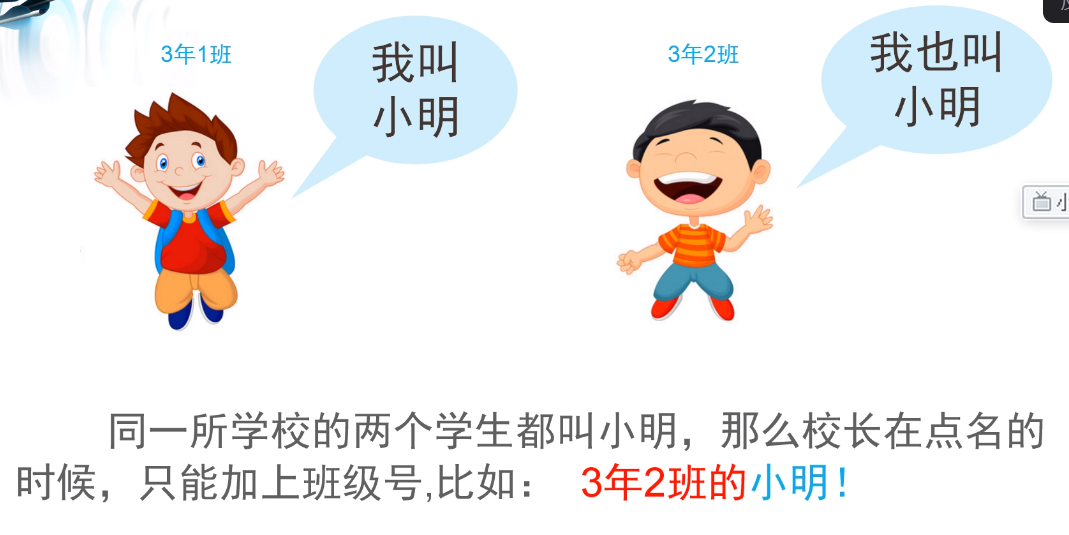 3年1班
我叫
小明
3年2班
我也叫
小明
同一所学校的两个学生都叫小明，那么校长在点名的
时候，只能加上班级号,比如： 3年2班的小明！